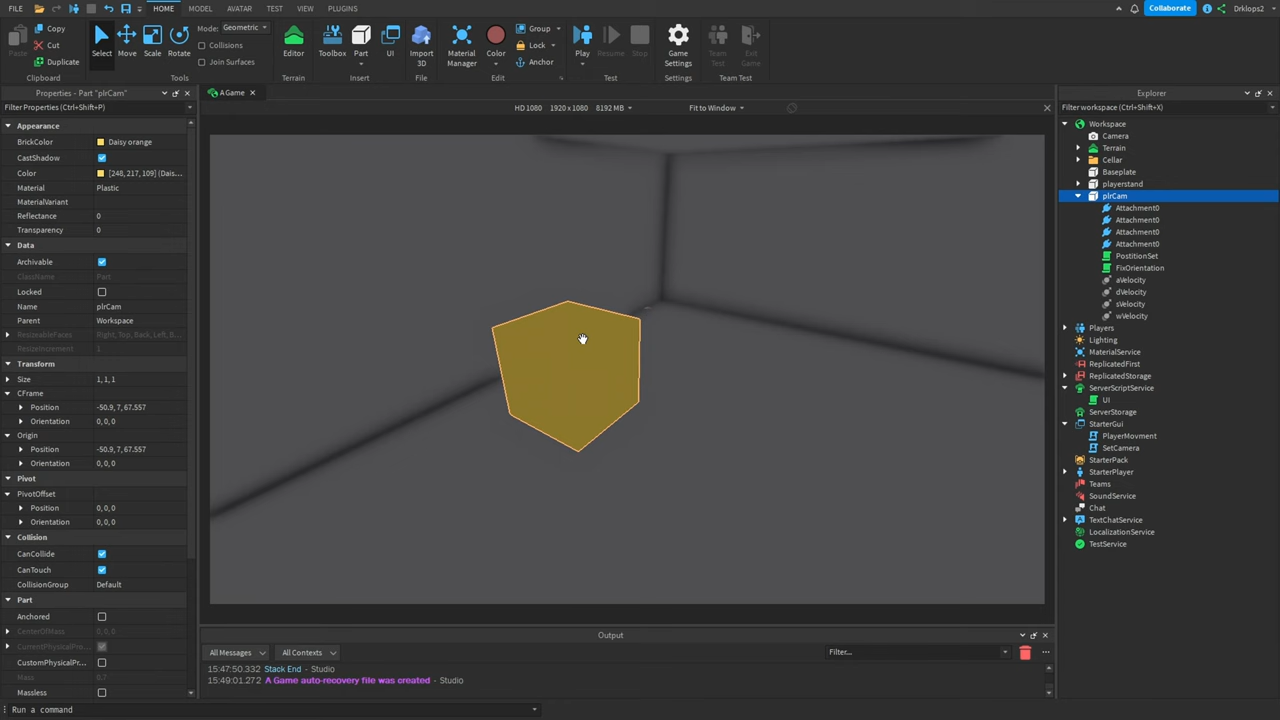 FILE HOME MODEL AVATAR TEST VIEW PLUGINS Collaborate Drklops2
Paste Copy Cut Duplicate Clipboard
Select Move Scale Rotate Mode: Geometric Collisions Join Surfaces Tools
Editor Terrain
Toolbox Part UI Insert
Import 3D File
Material Manager Color Group Lock Anchor Edit
Play Resume Stop Test
Game Settings Settings
Team Test Exit Game Team Test
Properties - Part "plrCam"
Filter Properties (Ctrl+Shift+P)
Appearance
BrickColor Daisy orange
CastShadow
Color [248, 217, 109] (Dais...
Material Plastic
MaterialVariant
Reflectance 0
Transparency 0
Data
Archivable
ClassName Part
Locked
Name plrCam
Parent Workspace
ResizeableFaces Right, Top, Back, Left, B...
ResizeIncrement 1
Transform
Size 1, 1, 1
CFrame
Position -50.9, 7, 67.557
Orientation 0, 0, 0
Origin
Position -50.9, 7, 67.557
Orientation 0, 0, 0
Pivot
PivotOffset
Position 0, 0, 0
Orientation 0, 0, 0
Collision
CanCollide
CanTouch
CollisionGroup Default
Part
Anchored
CenterOfMass 0, 0, 0
CurrentPhysicalPro...
CustomPhysicalPr...
Mass 0.7
Massless
A Game
HD 1080 1920 x 1080 8192 MB Fit to Window
Output
All Messages All Contexts Filter...
15:47:50.332 Stack End - Studio
15:49:01.272 A Game auto-recovery file was created - Studio
Run a command
Explorer
Filter workspace (Ctrl+Shift+X)
Workspace
Camera
Terrain
Cellar
Baseplate
playerstand
plrCam
Attachment0
Attachment0
Attachment0
Attachment0
PostitionSet
FixOrientation
aVelocity
dVelocity
sVelocity
wVelocity
Players
Lighting
MaterialService
ReplicatedFirst
ReplicatedStorage
ServerScriptService
UI
ServerStorage
StarterGui
PlayerMovment
SetCamera
StarterPack
StarterPlayer
Teams
SoundService
Chat
TextChatService
LocalizationService
TestService